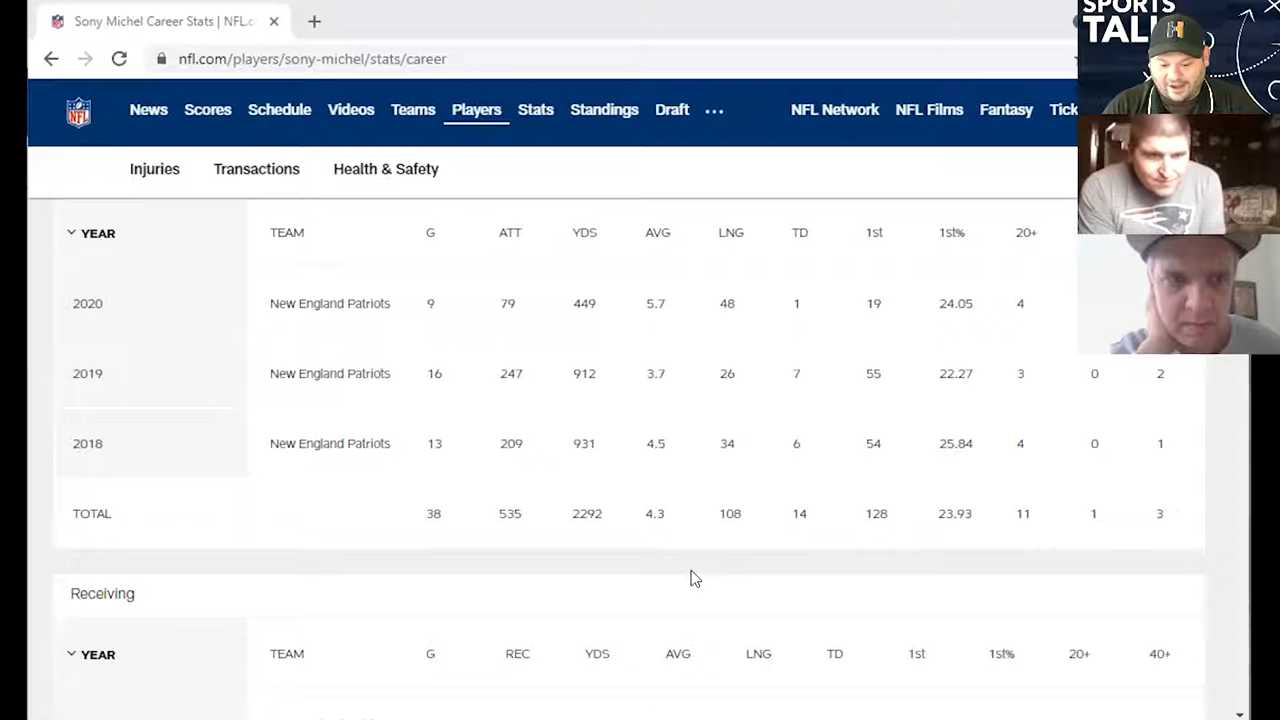 Sony Michel Career Stats | NFL.c
nfl.com/players/sony-michel/stats/career
SPORTS
TAL
H
NFL
News Scores Schedule Videos Teams Players Stats Standings Draft ... NFL Network NFL Films Fantasy Tick
Injuries Transactions Health & Safety
YEAR TEAM G ATT YDS AVG LNG TD 1st 1st% 20+
2020 New England Patriots 9 79 449 5.7 48 1 19 24.05 4
2019 New England Patriots 16 247 912 3.7 26 7 55 22.27 3 0 2
2018 New England Patriots 13 209 931 4.5 34 6 54 25.84 4 0 1
TOTAL 38 535 2292 4.3 108 14 128 23.93 11 1 3
Receiving
YEAR TEAM G REC YDS AVG LNG TD 1st 1st% 20+ 40+